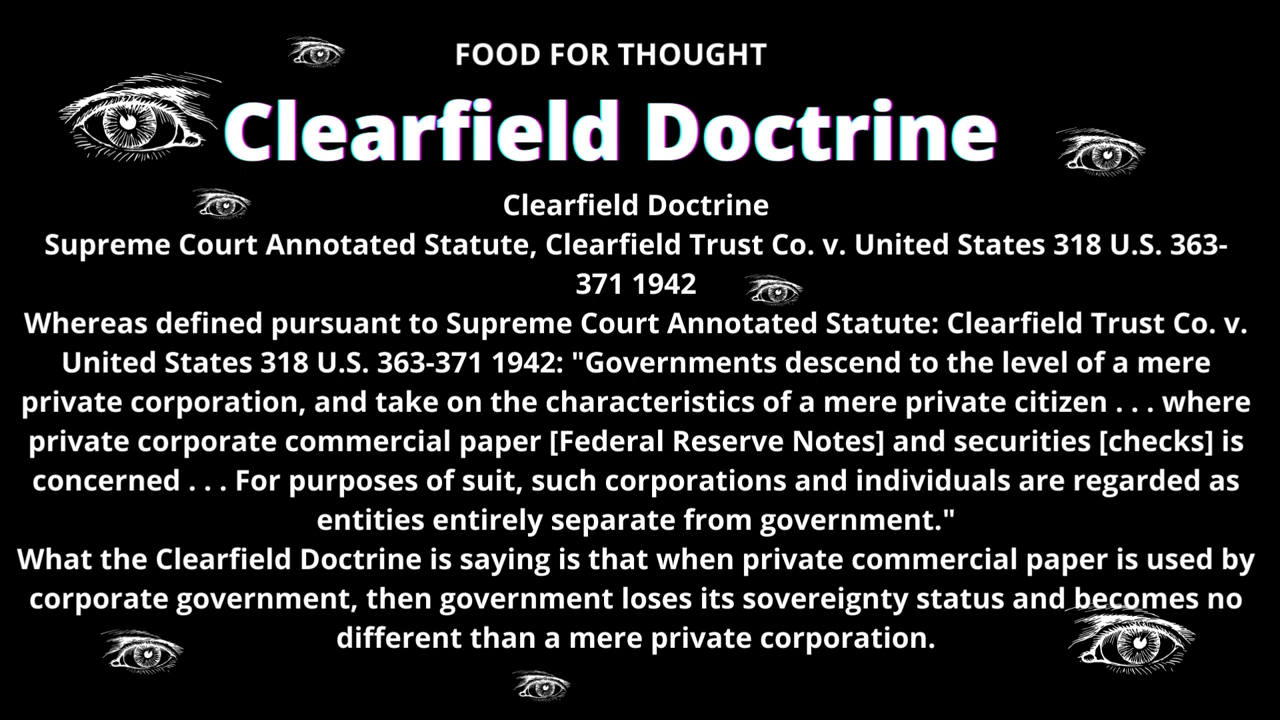 FOOD FOR THOUGHT
Clearfield Doctrine
Clearfield Doctrine
Supreme Court Annotated Statute, Clearfield Trust Co. v. United States 318 U.S. 363-
371 1942
Whereas defined pursuant to Supreme Court Annotated Statute: Clearfield Trust Co. v.
United States 318 U.S. 363-371 1942: "Governments descend to the level of a mere
private corporation, and take on the characteristics of a mere private citizen . . . where
private corporate commercial paper [Federal Reserve Notes] and securities [checks] is
concerned . . . For purposes of suit, such corporations and individuals are regarded as
entities entirely separate from government."
What the Clearfield Doctrine is saying is that when private commercial paper is used by
corporate government, then government loses its sovereignty status and becomes no
different than a mere private corporation.